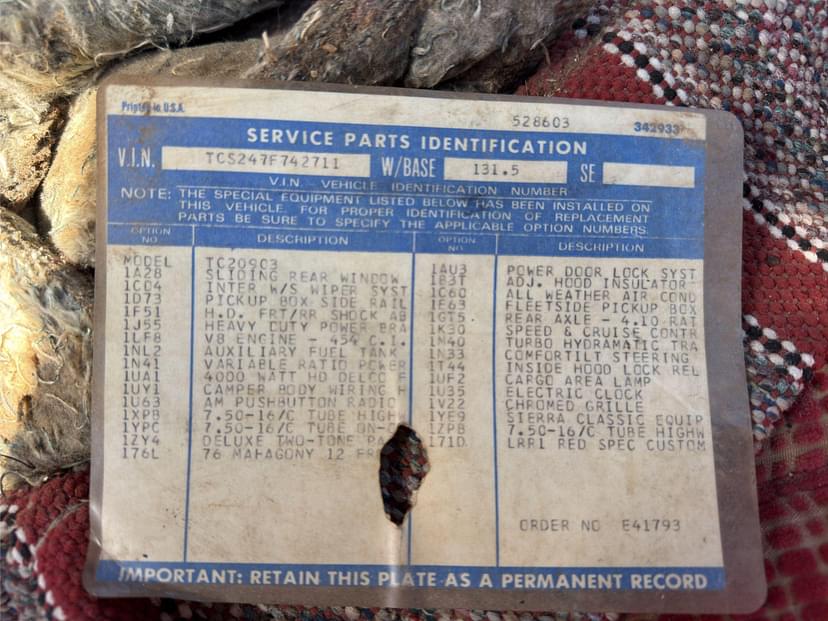 Printed in U.S.A.
528603
342933
SERVICE PARTS IDENTIFICATION
V.I.N. TCS247F742711 W/BASE 131.5 SE
V.I.N. - VEHICLE IDENTIFICATION NUMBER
NOTE: THE SPECIAL EQUIPMENT LISTED BELOW HAS BEEN INSTALLED ON
THIS VEHICLE. FOR PROPER IDENTIFICATION OF REPLACEMENT
PARTS BE SURE TO SPECIFY THE APPLICABLE OPTION NUMBERS.
OPTION NO. DESCRIPTION
MODEL TC20903
1A28 SLIDING REAR WINDOW
1CD4 INTER W/S WIPER SYST
1D73 PICKUP BOX SIDE RAIL
1F51 H.D. FRT/RR SHOCK AB
1J55 HEAVY DUTY POWER BRA
1LF8 V8 ENGINE - 454 C.I.
1NL2 AUXILIARY FUEL TANK
1N41 VARIABLE RATIO POWER
1UA1 4000 WATT HD DELCO F
1UY1 CAMPER BODY WIRING H
1U63 AM PUSHBUTTON RADIO
1XPB 7.50-16/C TUBE HIGH
1YPC 7.50-16/C TUBE ON-O
1ZY4 DELUXE TWO-TONE PA
176L 76 MAHAGONY 12 FR
OPTION NO. DESCRIPTION
1AU3 POWER DOOR LOCK SYST
1B3T ADJ. HOOD INSULATOR
1C60 ALL WEATHER AIR COND
1E63 FLEETSIDE PICKUP BOX
1GT5 REAR AXLE - 4.10 RAT
1K30 SPEED & CRUISE CONTR
1M40 TURBO HYDRAMATIC TRA
1N33 COMFORTILT STEERING
1T44 INSIDE HOOD LOCK REL
1UF2 CARGO AREA LAMP
1U35 ELECTRIC CLOCK
1V22 CHROMED GRILLE
1YE9 SIERRA CLASSIC EQUIP
1ZPB 7.50-16/C TUBE HIGHW
171D LRR1 RED SPEC CUSTOM
ORDER NO E41793
IMPORTANT: RETAIN THIS PLATE AS A PERMANENT RECORD